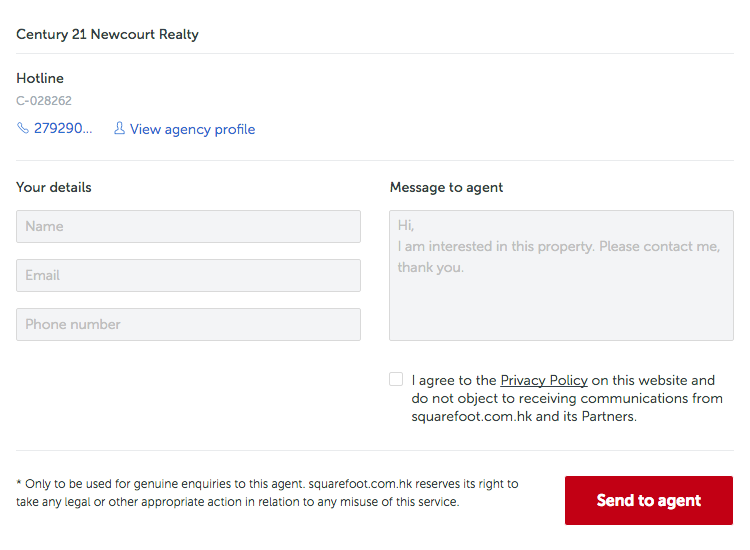 Century 21 Newcourt Realty
Hotline
C-028262
279290...
View agency profile
Your details
Name
Email
Phone number
Message to agent
Hi,
I am interested in this property. Please contact me,
thank you.
I agree to the Privacy Policy on this website and
do not object to receiving communications from
squarefoot.com.hk and its Partners.
* Only to be used for genuine enquiries to this agent. squarefoot.com.hk reserves its right to
take any legal or other appropriate action in relation to any misuse of this service.
Send to agent